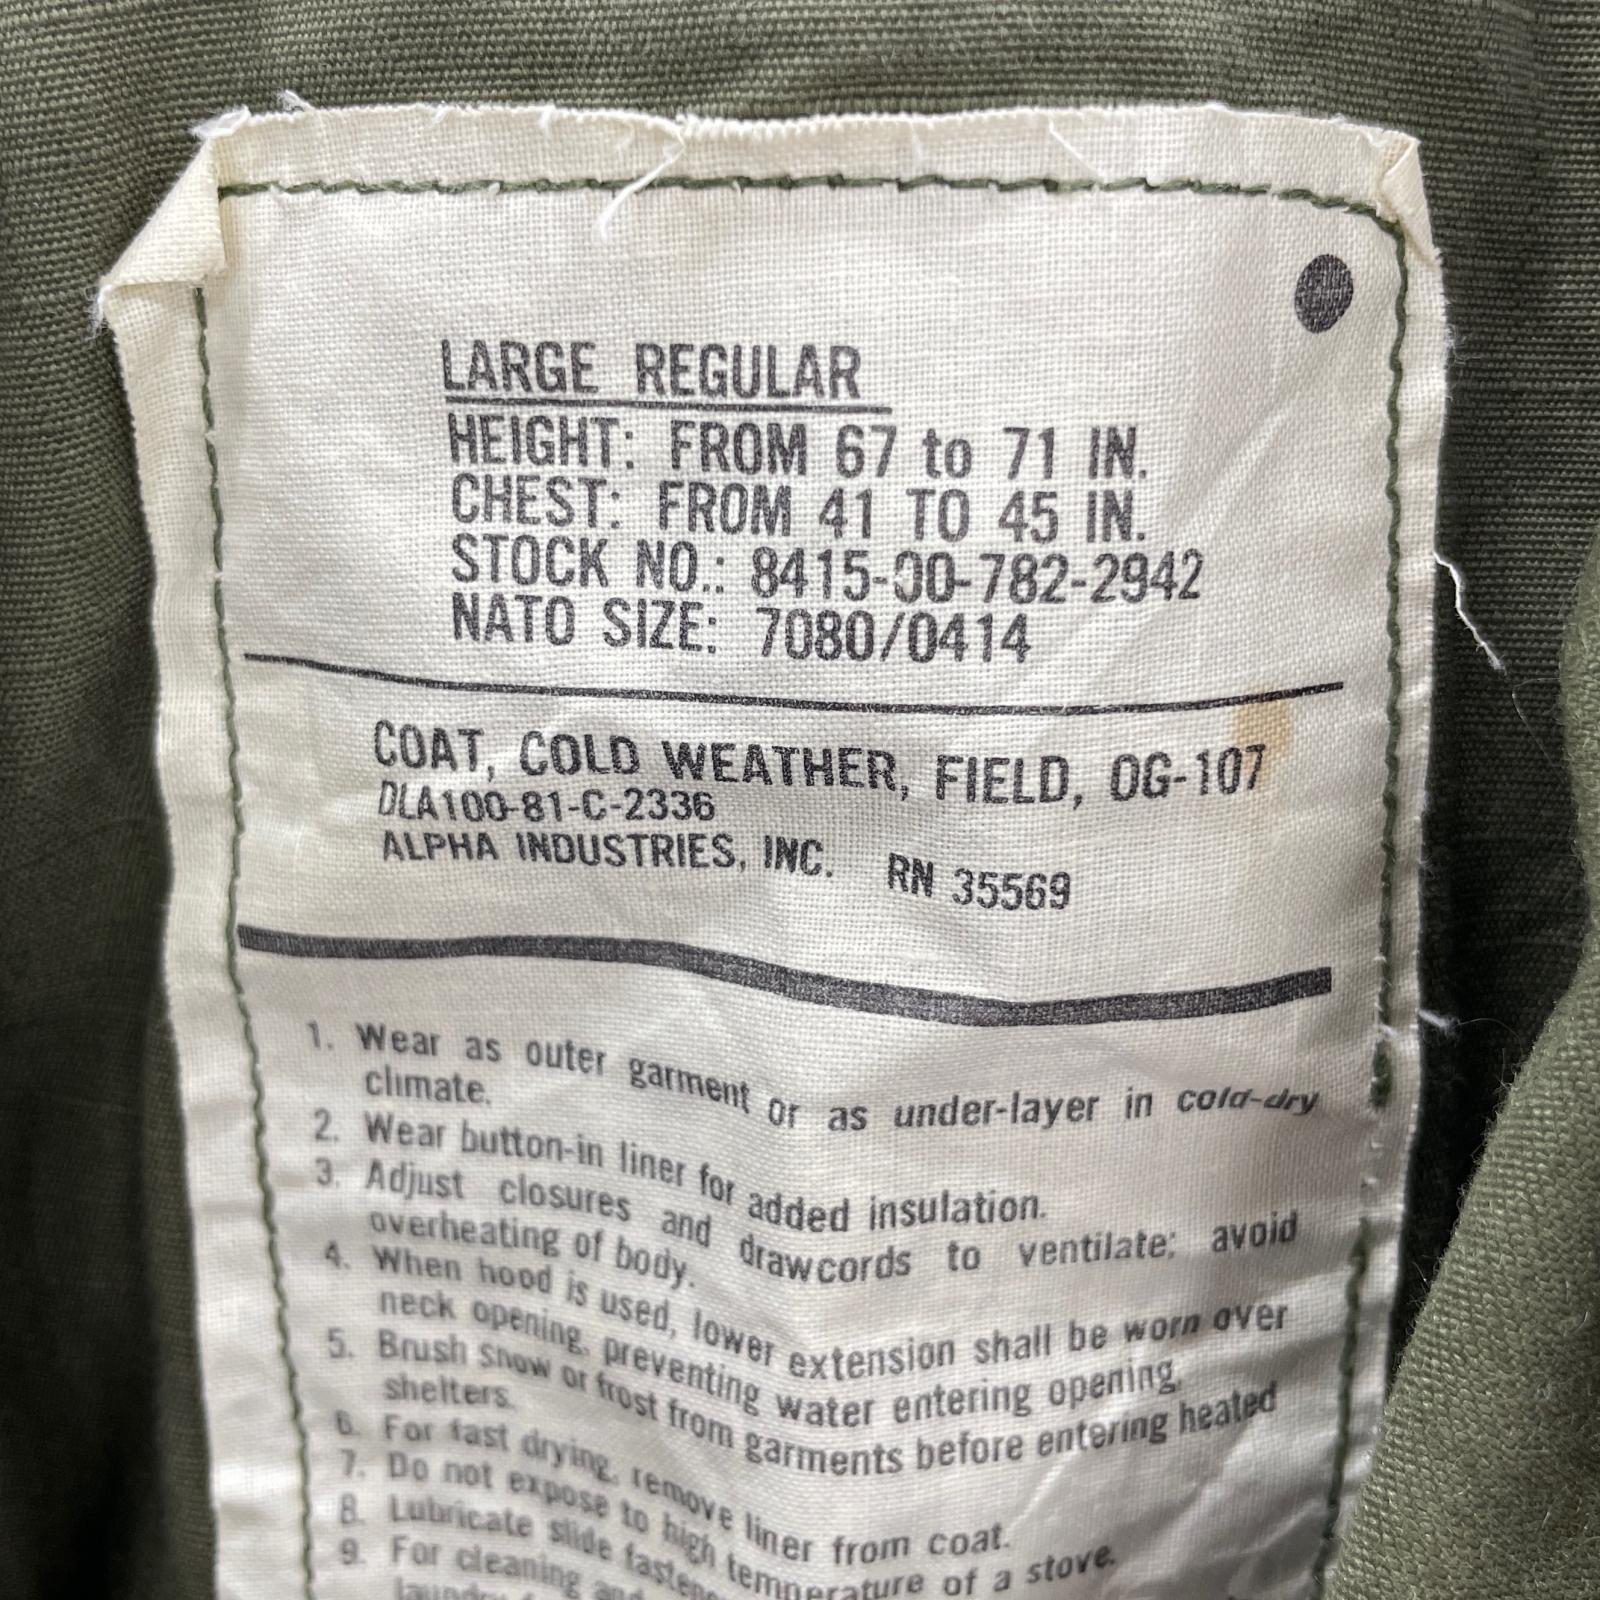 LARGE REGULAR
HEIGHT: FROM 67 to 71 IN.
CHEST: FROM 41 TO 45 IN.
STOCK NO.: 8415-00-782-2942
NATO SIZE: 7080/0414
COAT, COLD WEATHER, FIELD, OG-107
DLA100-81-C-2336
ALPHA INDUSTRIES, INC. RN 35569
1. Wear as outer garment or as under-layer in cold-dry
climate.
2. Wear button-in liner for added insulation.
3. Adjust closures and drawcords to ventilate; avoid
overheating of body.
4. When hood is used, lower extension shall be worn over
neck opening, preventing water entering opening.
5. Brush snow or frost from garments before entering heated
shelters.
6. For fast drying, remove liner from coat.
7. Do not expose to high temperature of a stove.
8. Lubricate slide
9. For cleaning and